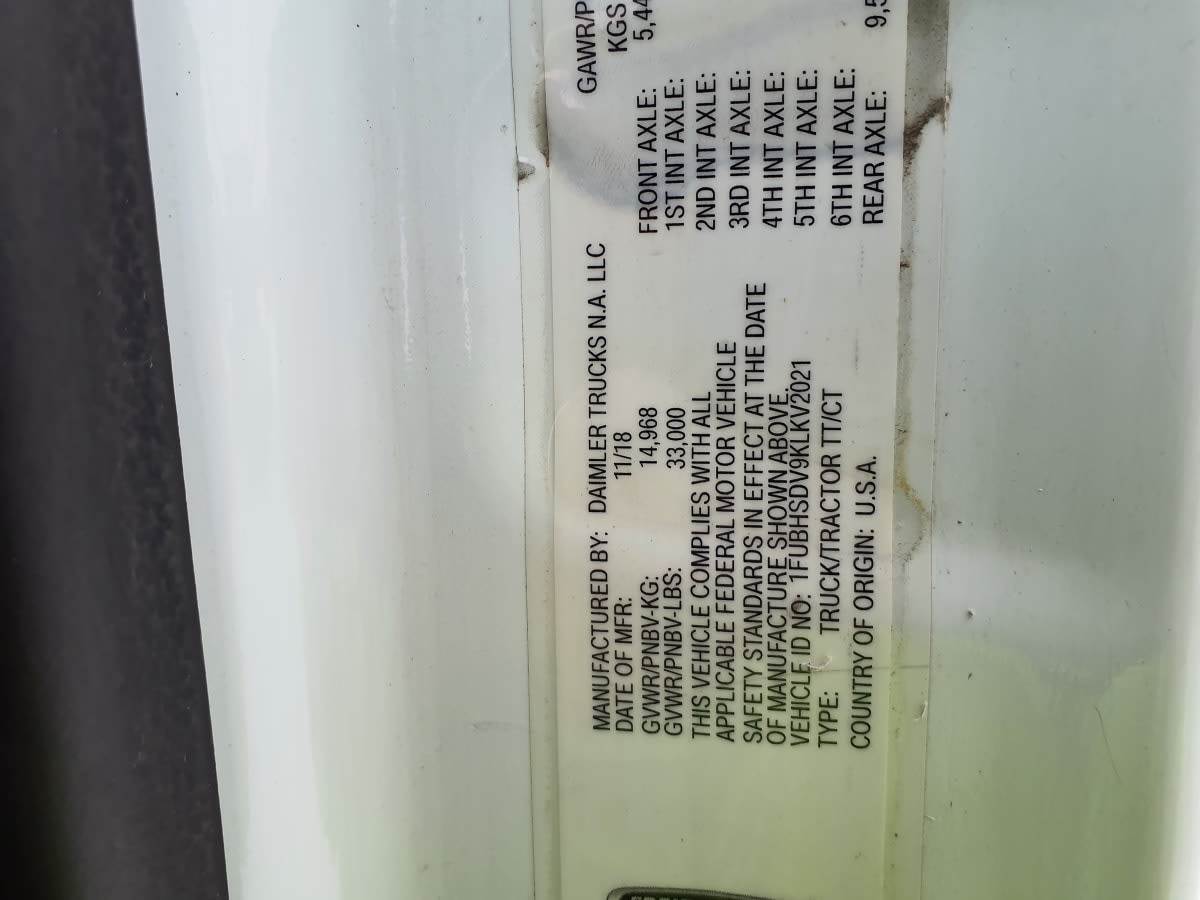 MANUFACTURED BY: DAIMLER TRUCKS N.A. LLC
DATE OF MFR: 11/18
GVWR/PNBV-KG: 14,968
GVWR/PNBV-LBS: 33,000
THIS VEHICLE COMPLIES WITH ALL
APPLICABLE FEDERAL MOTOR VEHICLE
SAFETY STANDARDS IN EFFECT AT THE DATE
OF MANUFACTURE SHOWN ABOVE.
VEHICLE ID NO: 1FUBHSDV9KLKV2021
TYPE: TRUCK/TRACTOR TT/CT
COUNTRY OF ORIGIN: U.S.A.
GAWR/P
KGS
FRONT AXLE: 5,44
1ST INT AXLE:
2ND INT AXLE:
3RD INT AXLE:
4TH INT AXLE:
5TH INT AXLE:
6TH INT AXLE:
REAR AXLE: 9,5